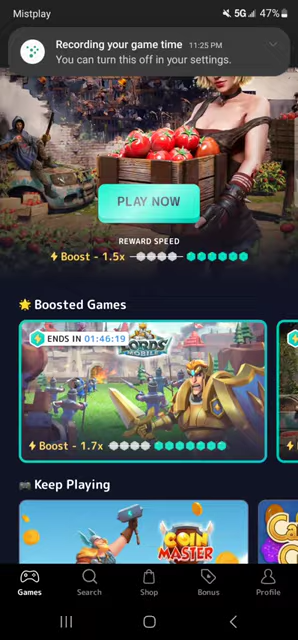 Mistplay
5G 47%
Recording your game time 11:25 PM
You can turn this off in your settings.
PLAY NOW
REWARD SPEED
Boost - 1.5x
Boosted Games
ENDS IN 01:46:19
LORDS
MOBILE
Boost - 1.7x
Keep Playing
COIN
MASTER
Games
Search
Shop
Bonus
Profile